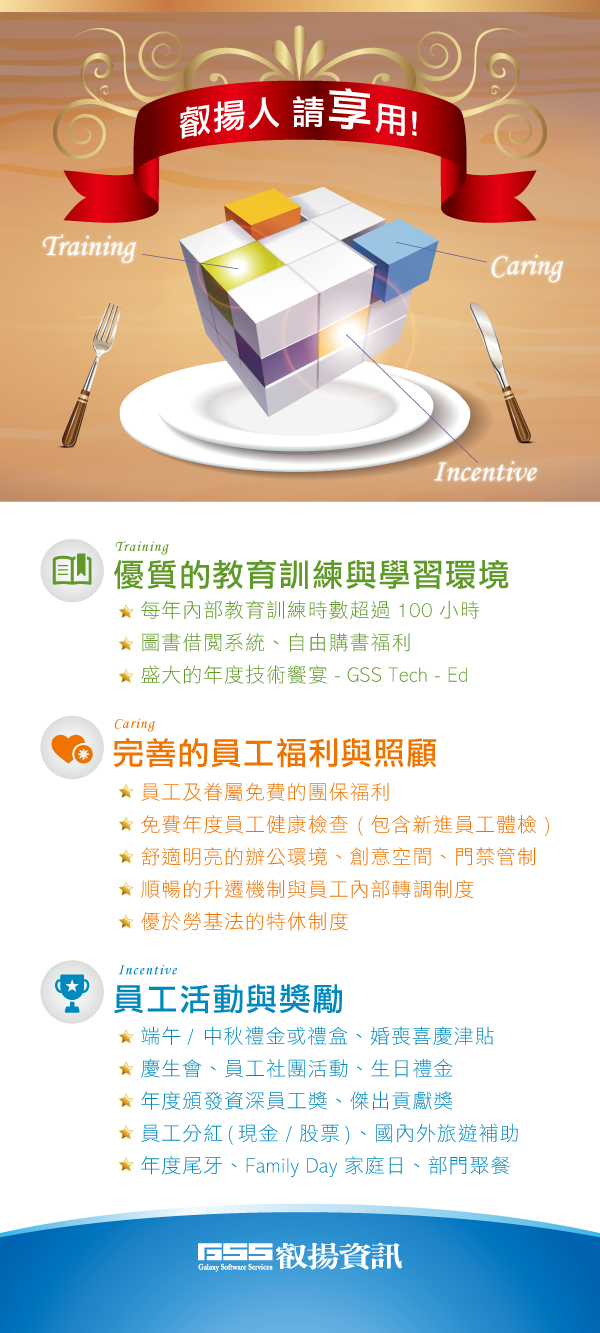 叡揚人 請享用!
Training
Caring
Incentive
Training
優質的教育訓練與學習環境
每年內部教育訓練時數超過 100 小時
圖書借閱系統、自由購書福利
盛大的年度技術饗宴 - GSS Tech - Ed
Caring
完善的員工福利與照顧
員工及眷屬免費的團保福利
免費年度員工健康檢查 ( 包含新進員工體檢 )
舒適明亮的辦公環境、創意空間、門禁管制
順暢的升遷機制與員工內部轉調制度
優於勞基法的特休制度
Incentive
員工活動與獎勵
端午 / 中秋禮金或禮盒、婚喪喜慶津貼
慶生會、員工社團活動、生日禮金
年度頒發資深員工獎、傑出貢獻獎
員工分紅 ( 現金 / 股票 )、國內外旅遊補助
年度尾牙、Family Day 家庭日、部門聚餐
GSS 叡揚資訊
Galaxy Software Services